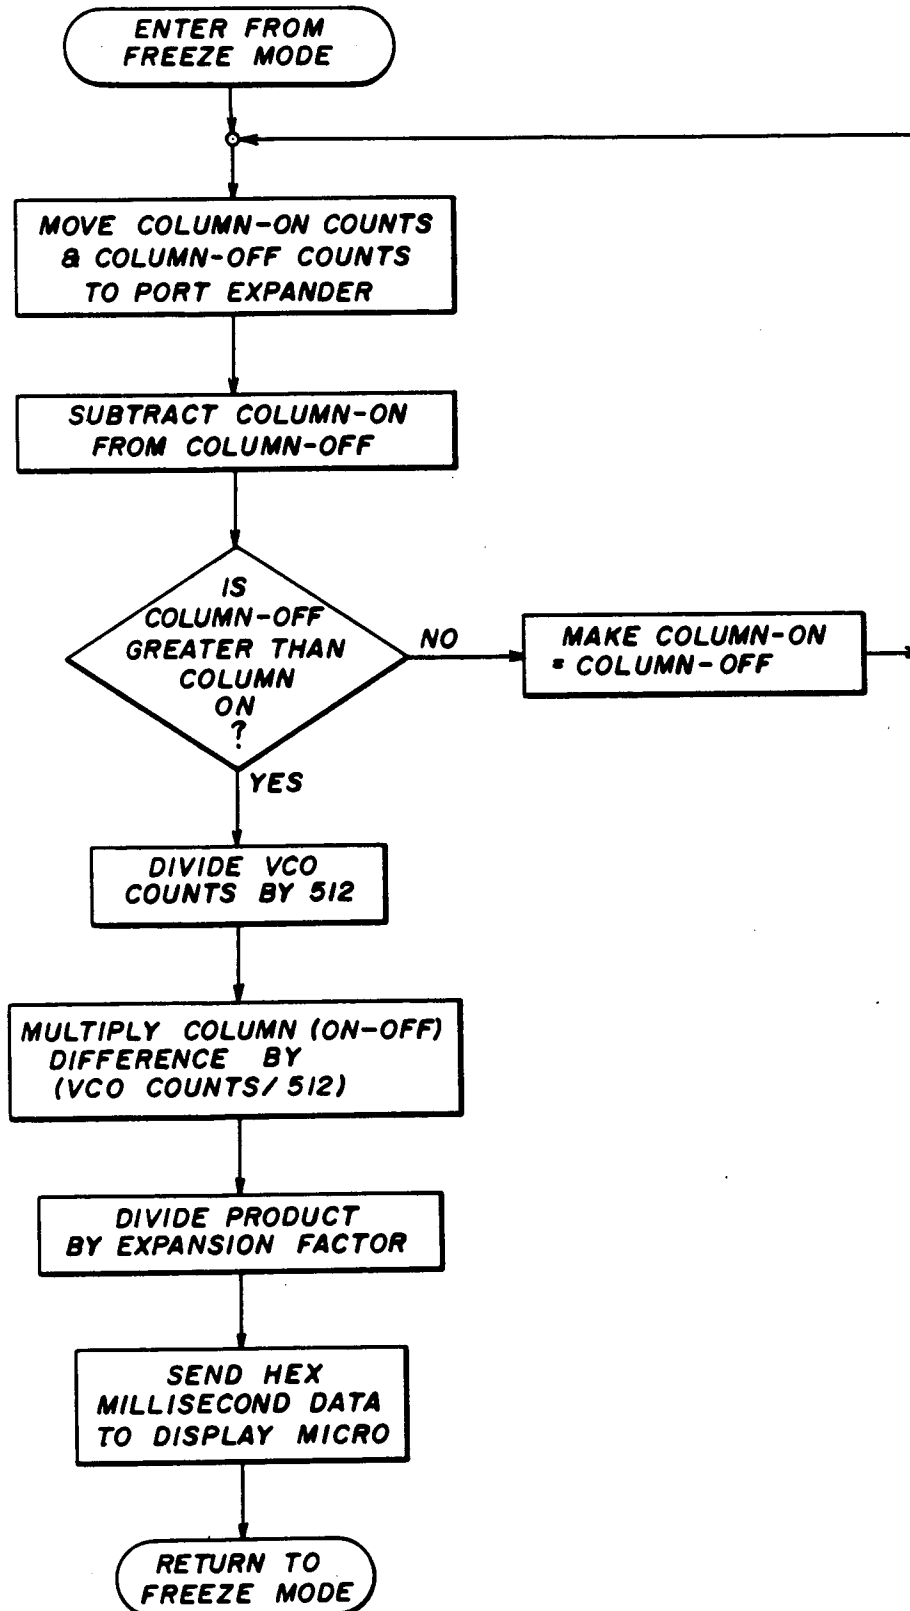 ENTER FROM
FREEZE MODE
MOVE COLUMN-ON COUNTS
& COLUMN-OFF COUNTS
TO PORT EXPANDER
SUBTRACT COLUMN-ON
FROM COLUMN-OFF
IS
COLUMN-OFF
GREATER THAN
COLUMN
ON
?
NO
MAKE COLUMN-ON
= COLUMN-OFF
YES
DIVIDE VCO
COUNTS BY 512
MULTIPLY COLUMN (ON-OFF)
DIFFERENCE BY
(VCO COUNTS/512)
DIVIDE PRODUCT
BY EXPANSION FACTOR
SEND HEX
MILLISECOND DATA
TO DISPLAY MICRO
RETURN TO
FREEZE MODE